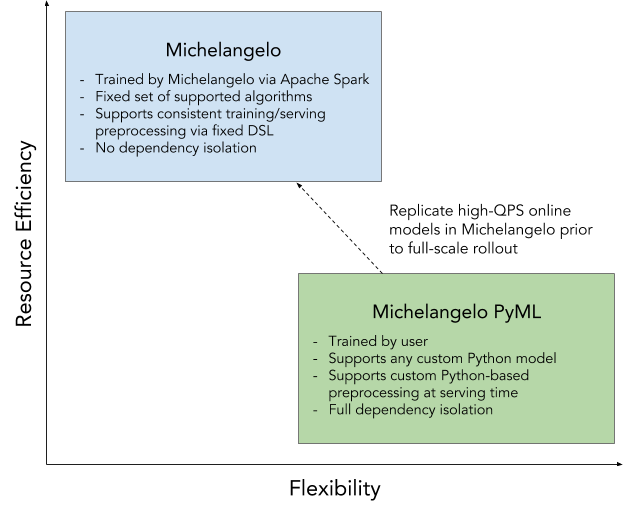 Michelangelo
- Trained by Michelangelo via Apache Spark
- Fixed set of supported algorithms
- Supports consistent training/serving
preprocessing via fixed DSL
- No dependency isolation
Resource Efficiency
Replicate high-QPS online
models in Michelangelo prior
to full-scale rollout
Michelangelo PyML
- Trained by user
- Supports any custom Python model
- Supports custom Python-based
preprocessing at serving time
- Full dependency isolation
Flexibility